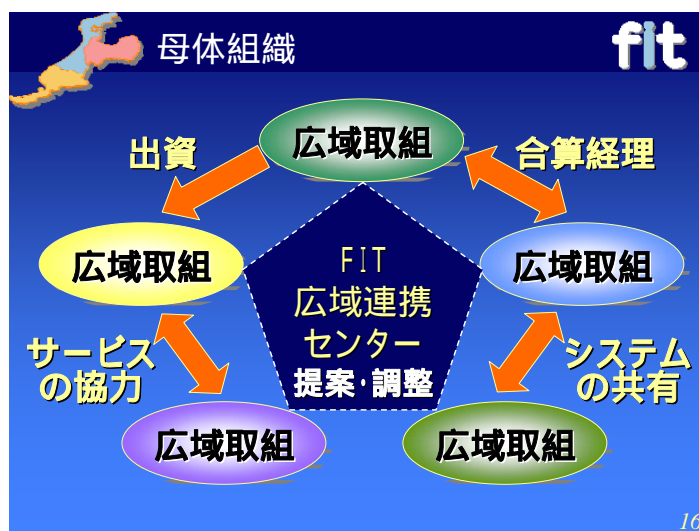 母体組織
fit
広域取組
出資
合算経理
広域取組
広域取組
FIT
広域連携
センター
提案・調整
サービス
の協力
システム
の共有
広域取組
広域取組
16